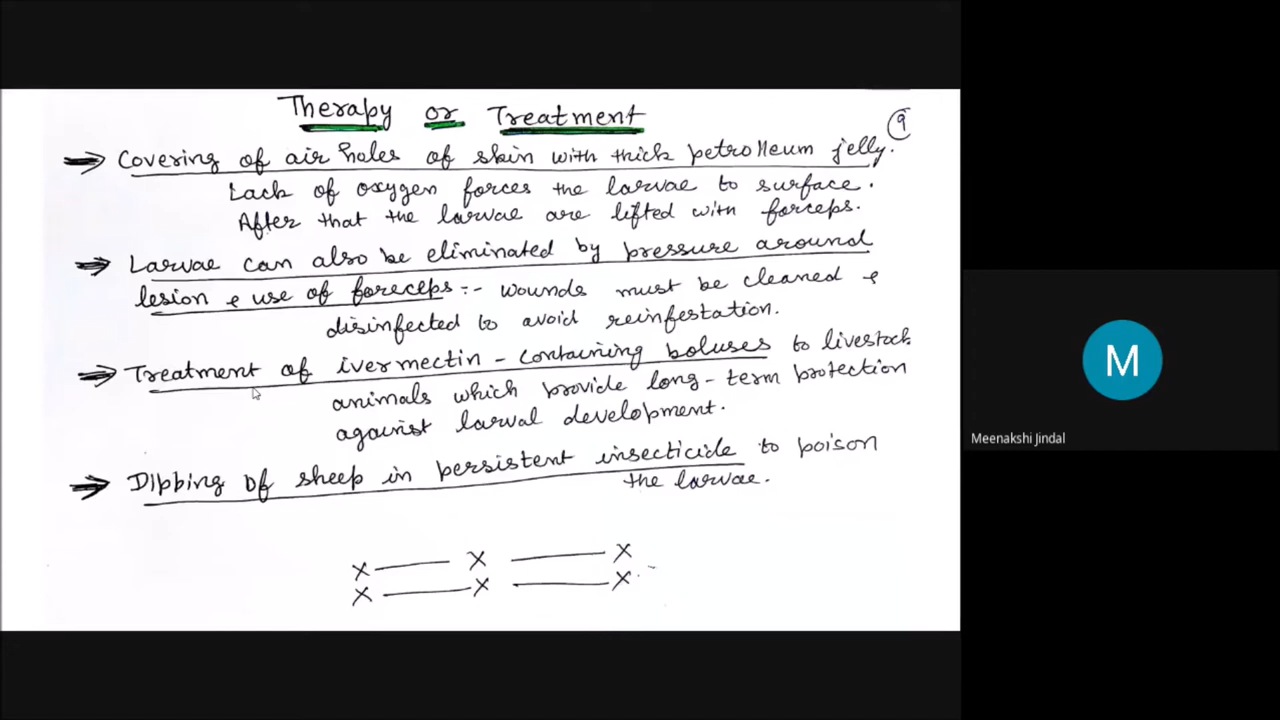 Therapy or Treatment
9
Covering of air holes of skin with thick petrolleum jelly.
Lack of oxygen forces the larvae to surface.
After that the larvae are lifted with forceps.
Larvae can also be eliminated by pressure around
lesion & use of foreceps :- wounds must be cleaned &
disinfected to avoid reinfestation.
Treatment of ivermectin - containing boluses to livestock
animals which provide long-term protection
against larval development.
Dipping of sheep in persistent insecticide to poison
the larvae.
x — x — x
x — x — x.
M
Meenakshi Jindal